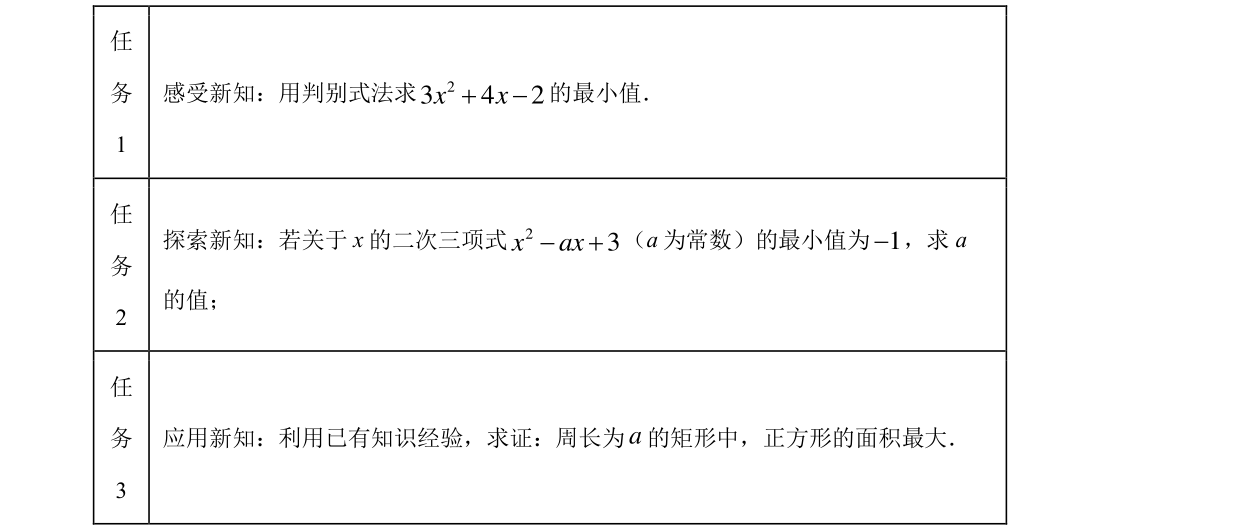 任
务
1
感受新知：用判别式法求3x²+4x−2的最小值．
任
务
2
探索新知：若关于 x 的二次三项式x²−ax+3（a 为常数）的最小值为−1，求 a
的值；
任
务
3
应用新知：利用已有知识经验，求证：周长为a的矩形中，正方形的面积最大．